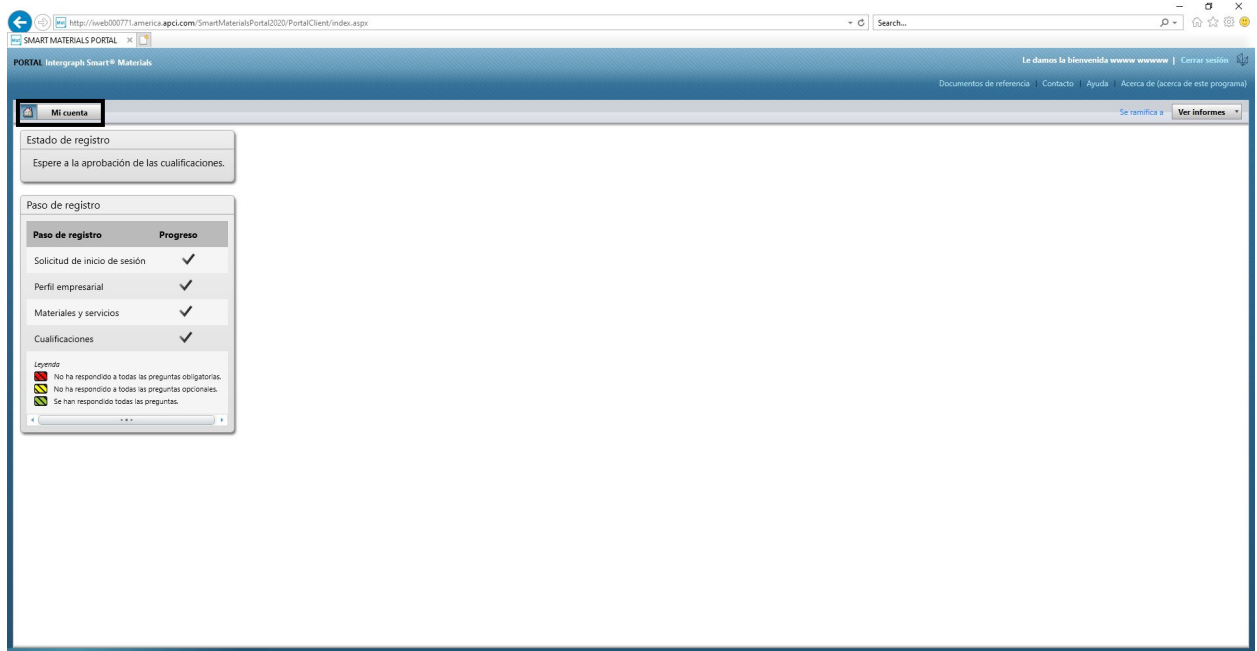 http://iweb000771.america.apci.com/SmartMaterialsPortal2020/PortalClient/index.aspx
Search...
SMART MATERIALS PORTAL
PORTAL Intergraph Smart® Materials
Le damos la bienvenida wwww wwwww | Cerrar sesión
Documentos de referencia | Contacto | Ayuda | Acerca de (acerca de este programa)
Mi cuenta
Se ramifica a Ver informes
Estado de registro
Espere a la aprobación de las cualificaciones.
Paso de registro
Paso de registro Progreso
Solicitud de inicio de sesión
Perfil empresarial
Materiales y servicios
Cualificaciones
Leyenda
No ha respondido a todas las preguntas obligatorias.
No ha respondido a todas las preguntas opcionales.
Se han respondido todas las preguntas.